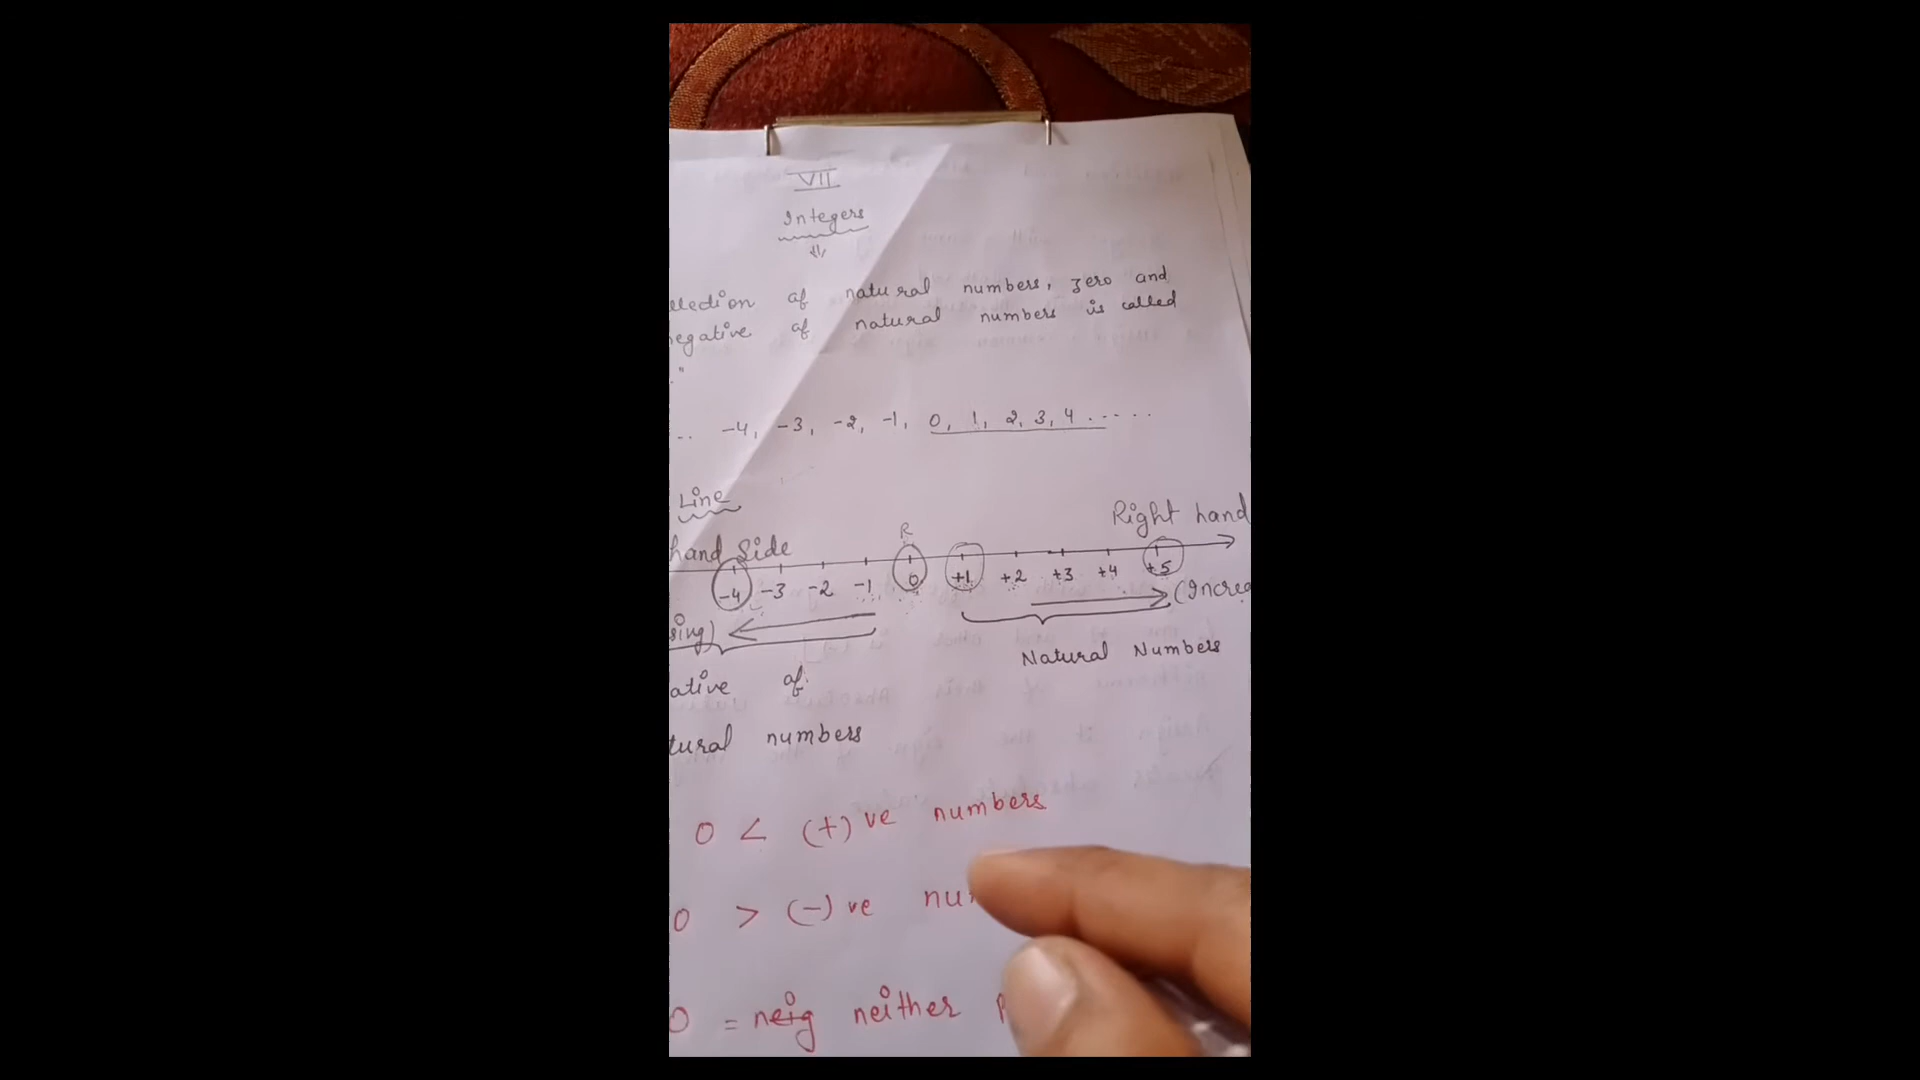 VII
Integers
llection of natural numbers, zero and
negative of natural numbers is called
."
.. -4, -3, -2, -1, 0, 1, 2, 3, 4 .....
Line
Right hand
hand Side
R
-4 -3 -2 -1 0 +1 +2 +3 +4 +5
(Increa
sing)
Natural Numbers
ative of
tural numbers
0 < (+)ve numbers
0 > (-)ve num
0 = neig neither p